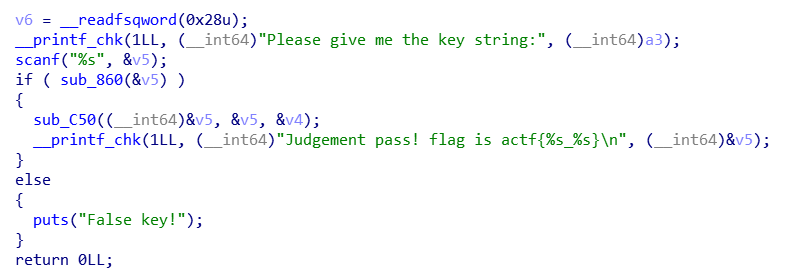 v6 = __readfsqword(0x28u);
__printf_chk(1LL, (__int64)"Please give me the key string:", (__int64)a3);
scanf("%s", &v5);
if ( sub_860(&v5) )
{
sub_C50((__int64)&v5, &v5, &v4);
__printf_chk(1LL, (__int64)"Judgement pass! flag is actf{%s_%s}\n", (__int64)&v5);
}
else
{
puts("False key!");
}
return 0LL;